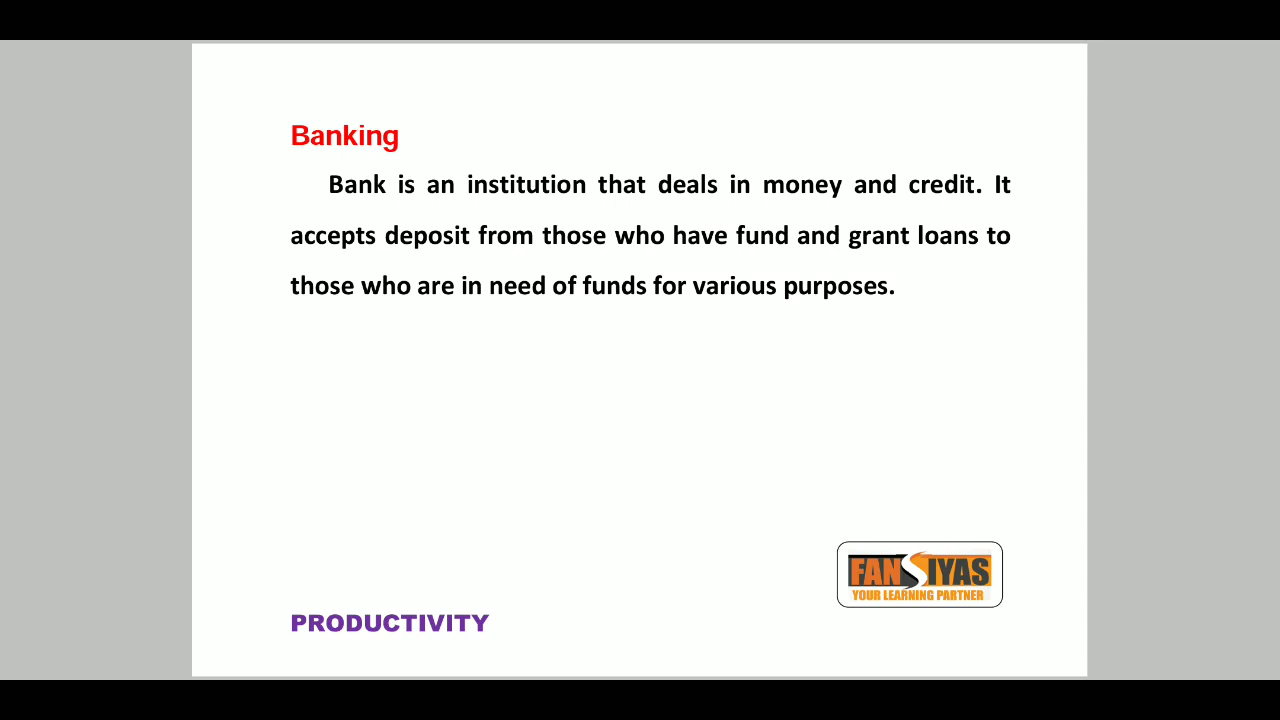 Banking
Bank is an institution that deals in money and credit. It
accepts deposit from those who have fund and grant loans to
those who are in need of funds for various purposes.
FANSIYAS
YOUR LEARNING PARTNER
PRODUCTIVITY